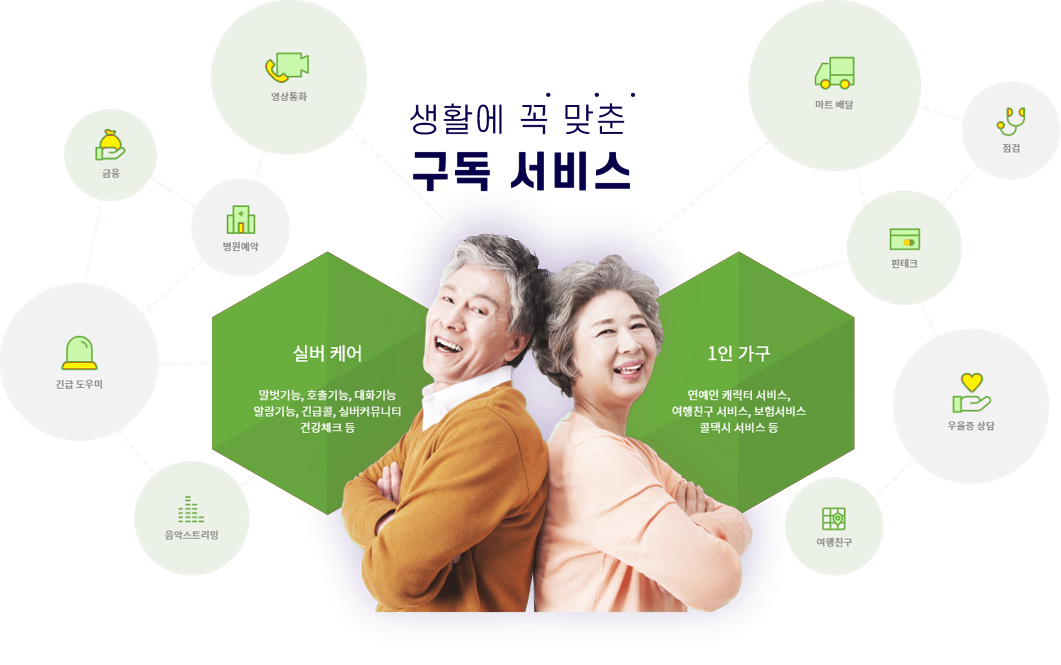 생활에 꼭 맞춘
구독 서비스
영상통화
마트 배달
금융
점검
병원예약
핀테크
긴급 도우미
우울증 상담
음악스트리밍
여행친구
실버 케어
말벗기능, 호출기능, 대화기능
알람기능, 긴급콜, 실버커뮤니티
건강체크 등
1인 가구
연예인 캐릭터 서비스,
여행친구 서비스, 보험서비스
콜택시 서비스 등